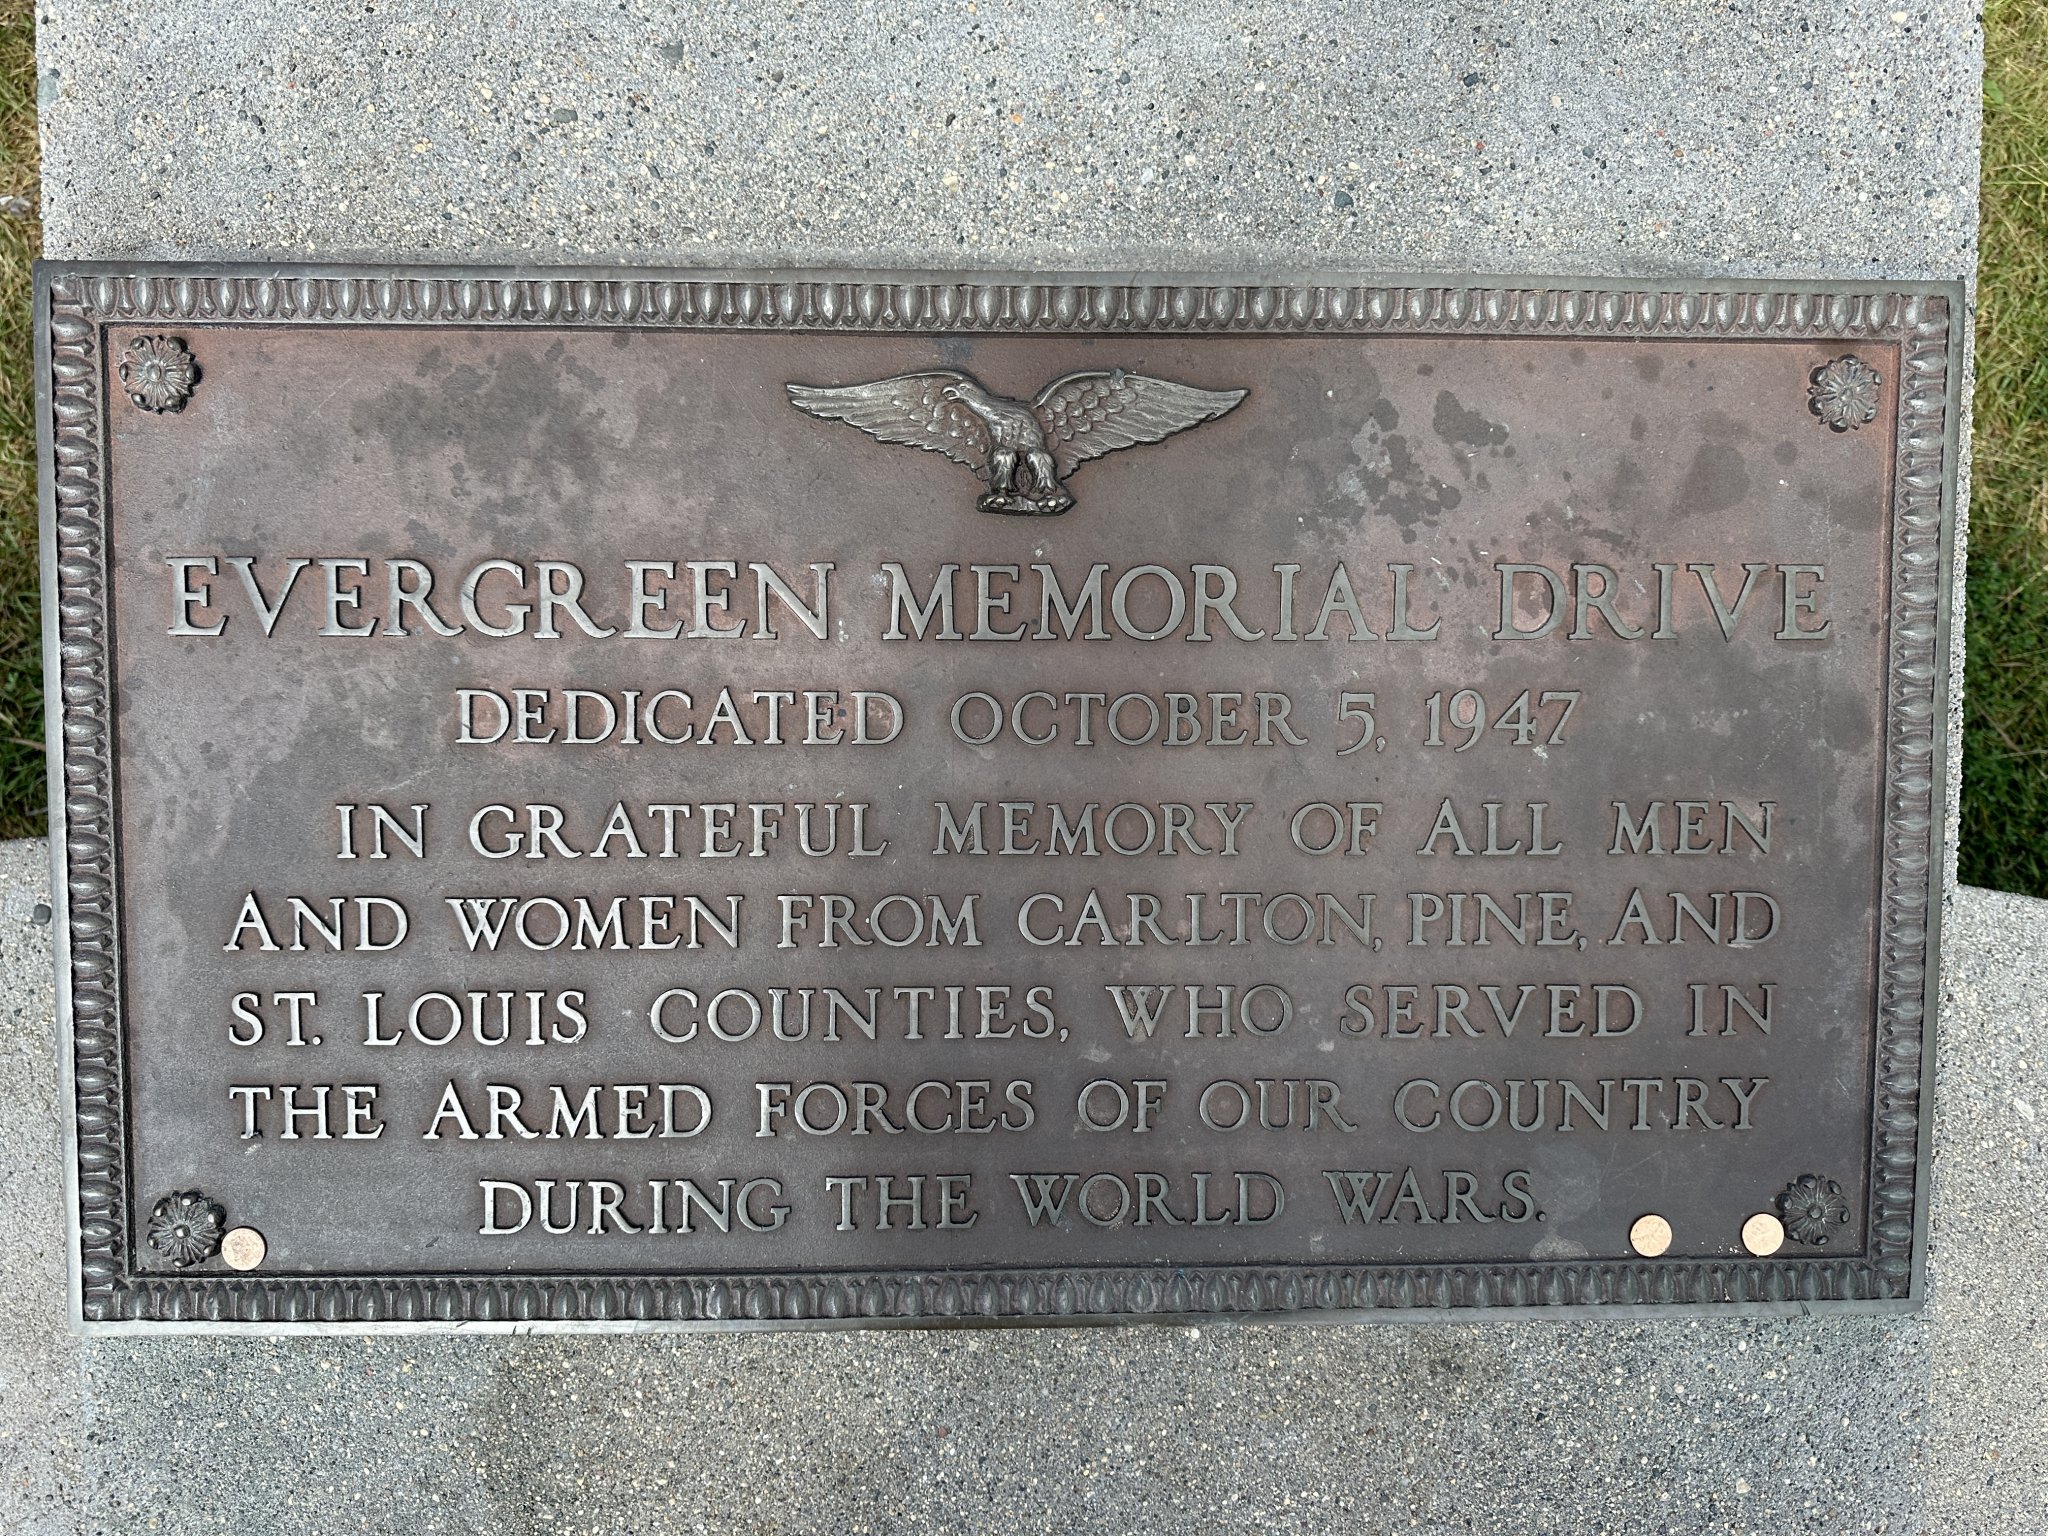 EVERGREEN MEMORIAL DRIVE
DEDICATED OCTOBER 5, 1947
IN GRATEFUL MEMORY OF ALL MEN
AND WOMEN FROM CARLTON, PINE, AND
ST. LOUIS COUNTIES, WHO SERVED IN
THE ARMED FORCES OF OUR COUNTRY
DURING THE WORLD WARS.